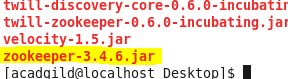 twill-discovery-core-0.6.0-incubatin
twill-zookeeper-0.6.0-incubating.jar
velocity-1.5.jar
zookeeper-3.4.6.jar
[acadgild@localhost Desktop]$